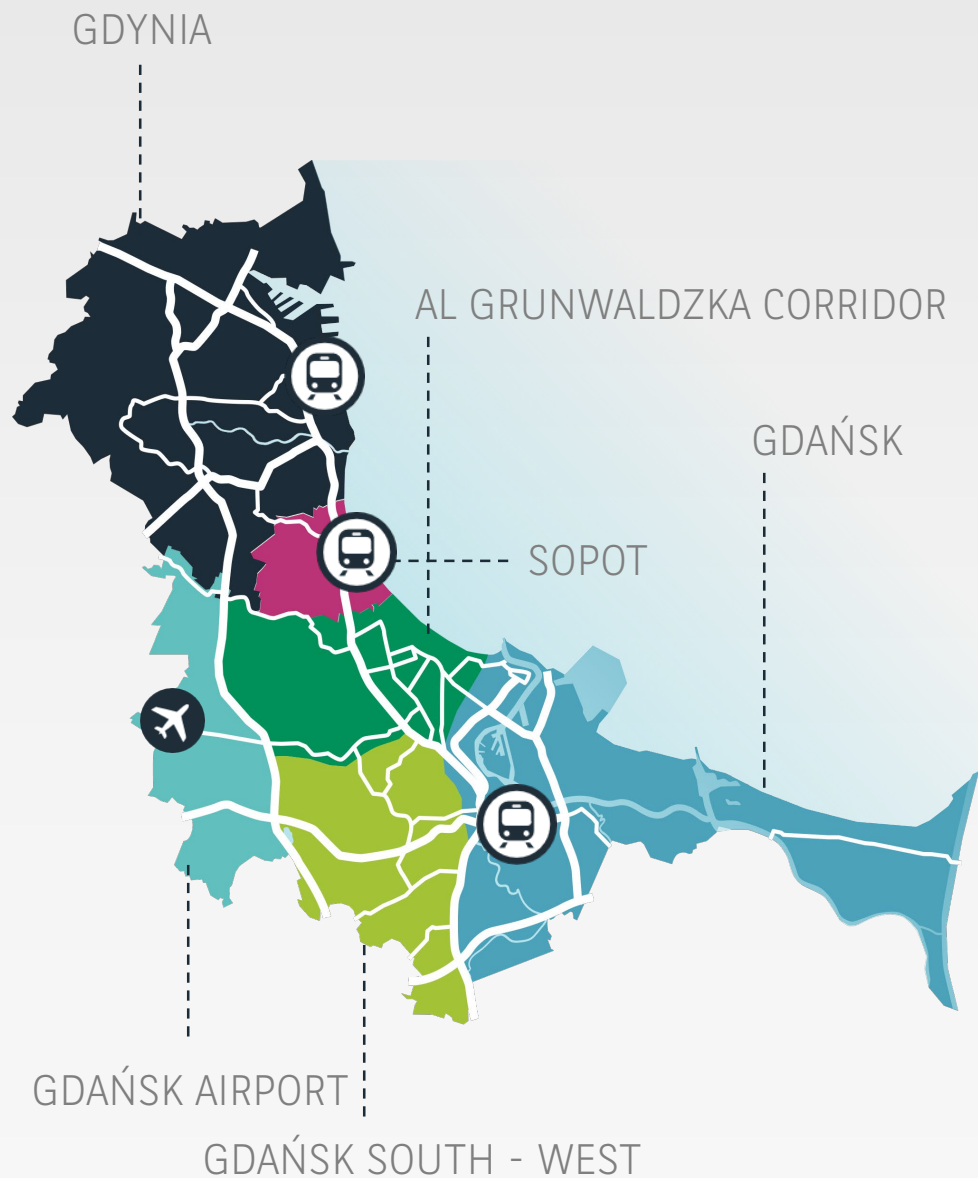 GDYNIA
AL GRUNWALDZKA CORRIDOR
GDAŃSK
SOPOT
GDAŃSK AIRPORT
GDAŃSK SOUTH - WEST